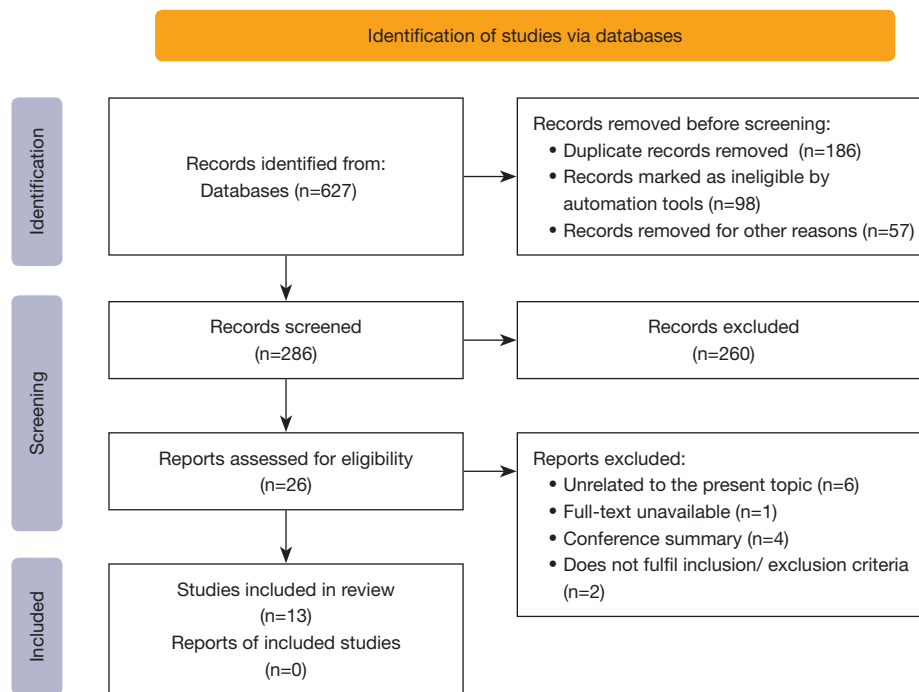 Identification of studies via databases
Identification
Records identified from:
Databases (n=627)
Records removed before screening:
• Duplicate records removed (n=186)
• Records marked as ineligible by
automation tools (n=98)
• Records removed for other reasons (n=57)
Screening
Records screened
(n=286)
Records excluded
(n=260)
Reports assessed for eligibility
(n=26)
Reports excluded:
• Unrelated to the present topic (n=6)
• Full-text unavailable (n=1)
• Conference summary (n=4)
• Does not fulfil inclusion/ exclusion criteria
(n=2)
Included
Studies included in review
(n=13)
Reports of included studies
(n=0)